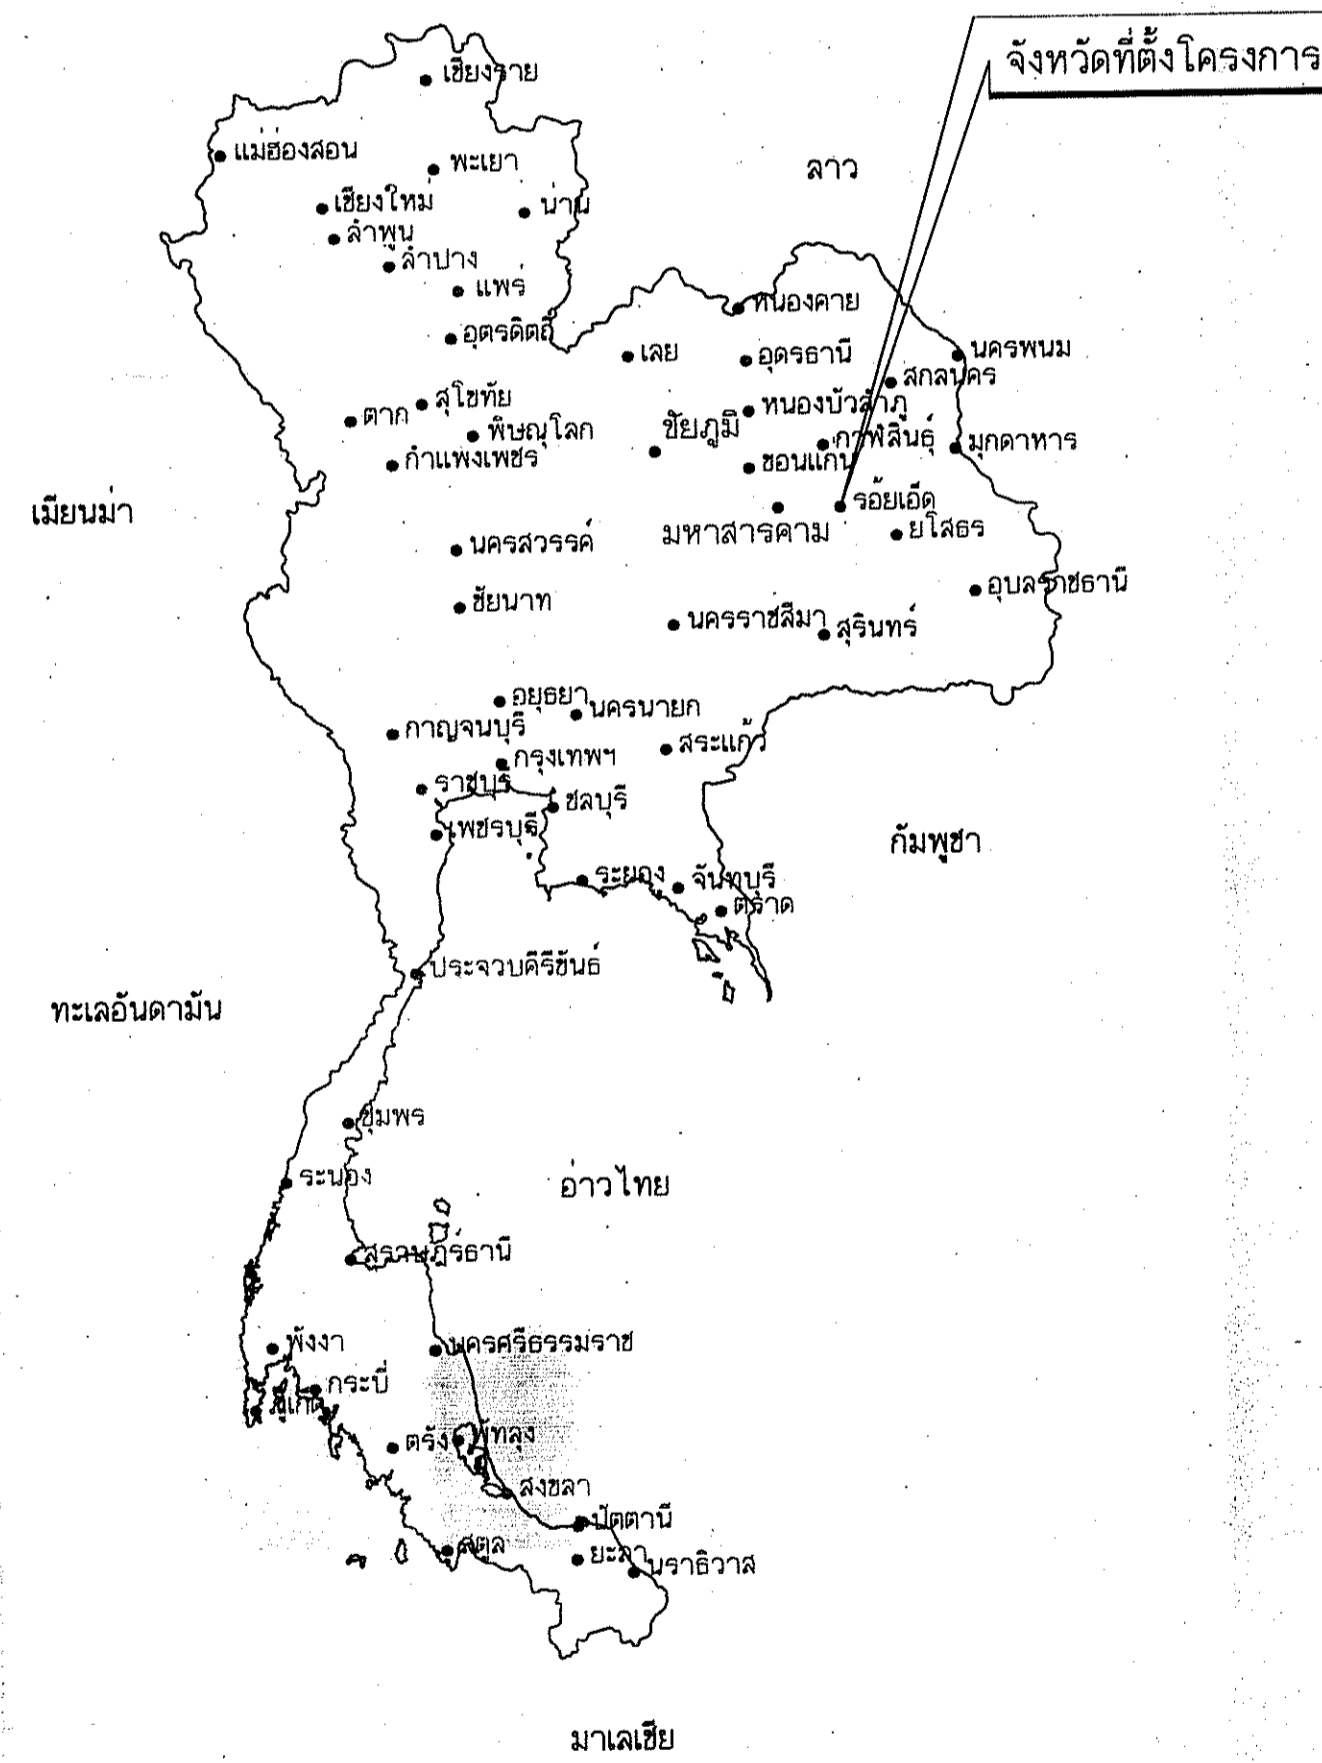 จังหวัดที่ตั้งโครงการ
เชียงราย
แม่ฮ่องสอน
พะเยา
ลาว
เชียงใหม่
น่าน
ลำพูน
ลำปาง
แพร่
หนองคาย
อุตรดิตถ์
เลย
อุดรธานี
นครพนม
สกลนคร
สุโขทัย
ตาก
หนองบัวลำภู
พิษณุโลก
ชัยภูมิ
กาฬสินธุ์
มุกดาหาร
กำแพงเพชร
ขอนแก่น
เมียนม่า
ร้อยเอ็ด
มหาสารคาม
ยโสธร
นครสวรรค์
อุบลราชธานี
ชัยนาท
นครราชสีมา
สุรินทร์
อยุธยา
นครนายก
กาญจนบุรี
สระแก้ว
กรุงเทพฯ
ราชบุรี
ชลบุรี
เพชรบุรี
กัมพูชา
ระยอง
จันทบุรี
ตราด
ประจวบคีรีขันธ์
ทะเลอันดามัน
ชุมพร
ระนอง
อ่าวไทย
สุราษฎร์ธานี
พังงา
นครศรีธรรมราช
กระบี่
ภูเก็ต
ตรัง
พัทลุง
สงขลา
ปัตตานี
สตูล
ยะลา
นราธิวาส
มาเลเซีย